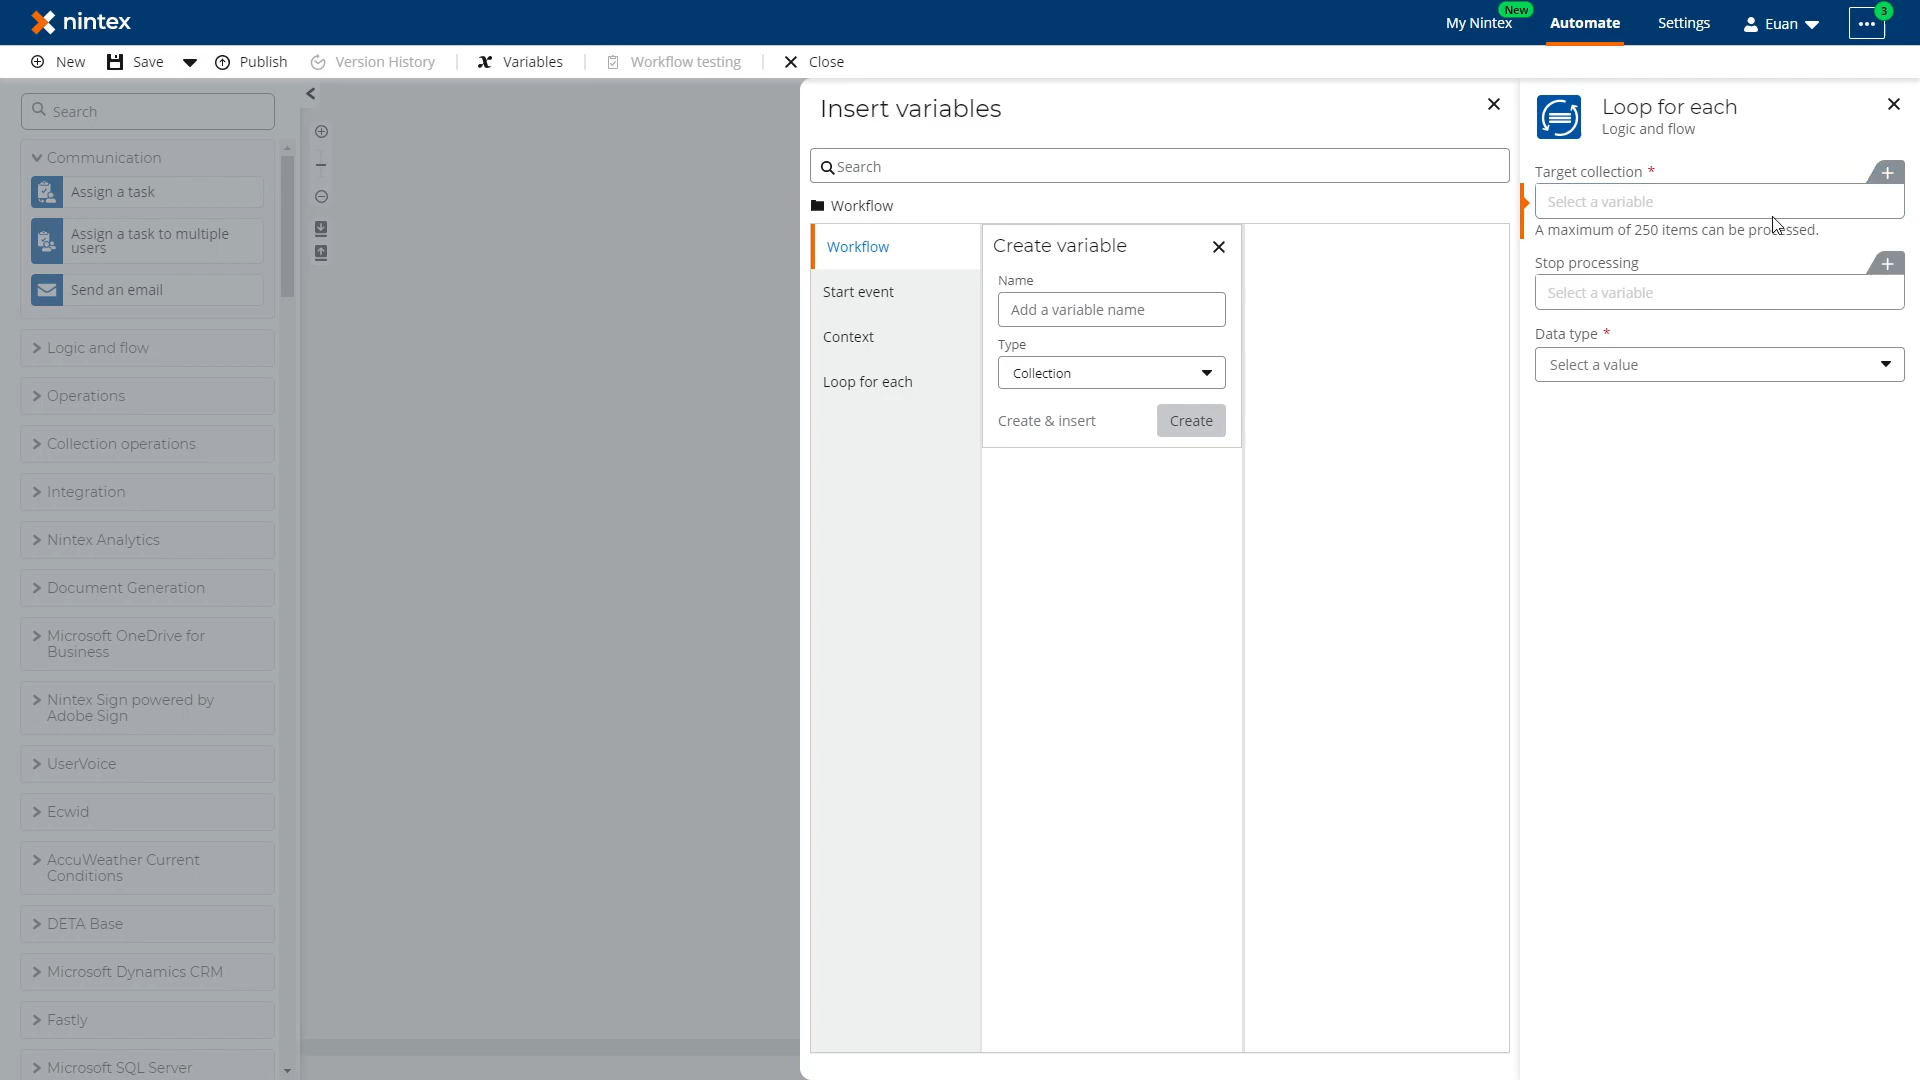 nintex
My Nintex
New
Automate
Settings
Euan
3
New
Save
Publish
Version History
Variables
Workflow testing
Close
Search
Communication
Assign a task
Assign a task to multiple
users
Send an email
Logic and flow
Operations
Collection operations
Integration
Nintex Analytics
Document Generation
Microsoft OneDrive for
Business
Nintex Sign powered by
Adobe Sign
UserVoice
Ecwid
AccuWeather Current
Conditions
DETA Base
Microsoft Dynamics CRM
Fastly
Microsoft SQL Server
Insert variables
Search
Workflow
Workflow
Start event
Context
Loop for each
Create variable
Name
Add a variable name
Type
Collection
Create & insert
Create
Loop for each
Logic and flow
Target collection *
Select a variable
A maximum of 250 items can be processed.
Stop processing
Select a variable
Data type *
Select a value